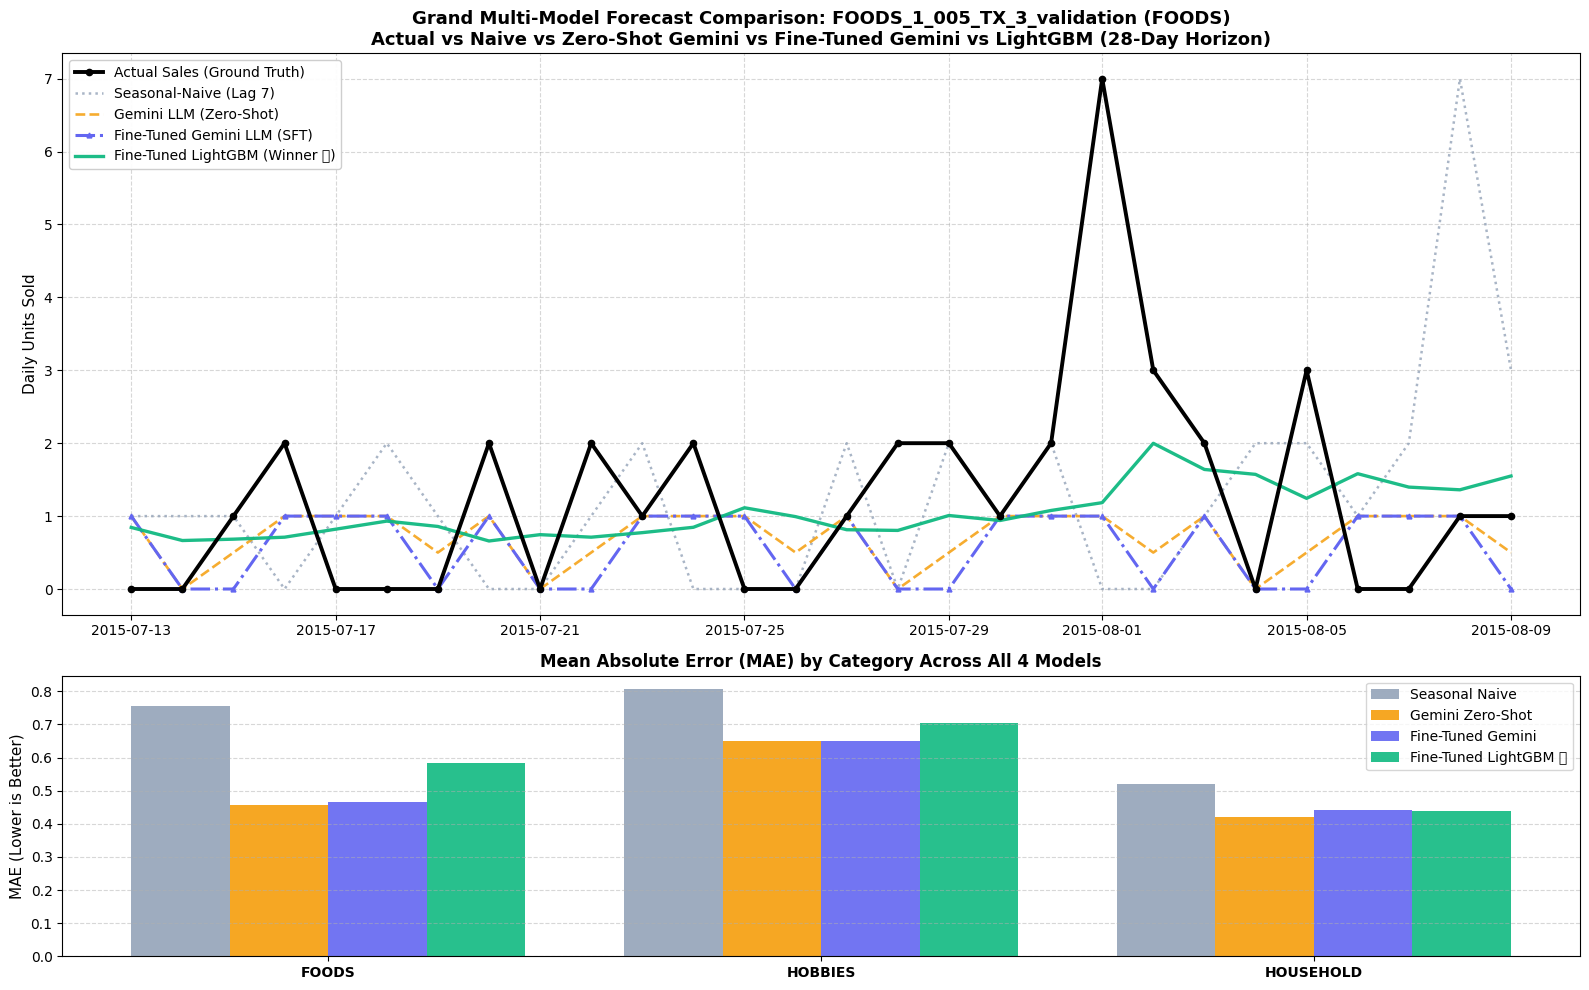 Grand Multi-Model Forecast Comparison: FOODS_1_005_TX_3_validation (FOODS)
Actual vs Naive vs Zero-Shot Gemini vs Fine-Tuned Gemini vs LightGBM (28-Day Horizon)
Actual Sales (Ground Truth)
Seasonal-Naive (Lag 7)
Gemini LLM (Zero-Shot)
Fine-Tuned Gemini LLM (SFT)
Fine-Tuned LightGBM (Winner ▯)
Daily Units Sold
7
6
5
4
3
2
1
0
2015-07-13
2015-07-17
2015-07-21
2015-07-25
2015-07-29
2015-08-01
2015-08-05
2015-08-09
Mean Absolute Error (MAE) by Category Across All 4 Models
Seasonal Naive
Gemini Zero-Shot
Fine-Tuned Gemini
Fine-Tuned LightGBM ▯
MAE (Lower is Better)
0.8
0.7
0.6
0.5
0.4
0.3
0.2
0.1
0.0
FOODS
HOBBIES
HOUSEHOLD